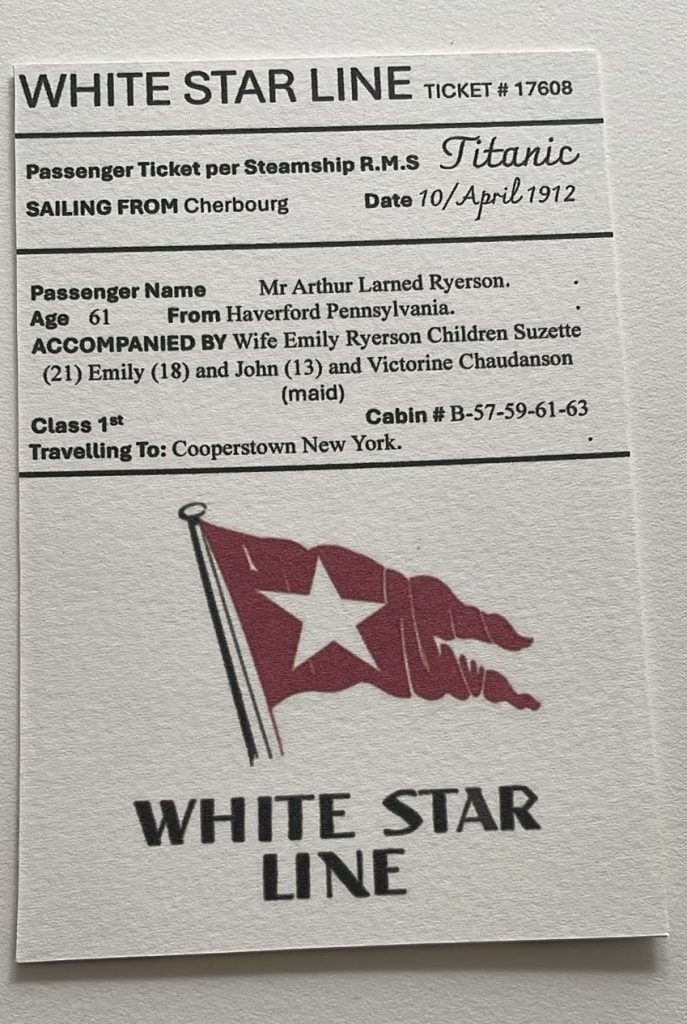 WHITE STAR LINE TICKET # 17608
Passenger Ticket per Steamship R.M.S Titanic
SAILING FROM Cherbourg Date 10/April 1912
Passenger Name Mr Arthur Larned Ryerson. .
Age 61 From Haverford Pennsylvania. .
ACCOMPANIED BY Wife Emily Ryerson Children Suzette
(21) Emily (18) and John (13) and Victorine Chaudanson
(maid)
Class 1st Cabin # B-57-59-61-63
Travelling To: Cooperstown New York. .
WHITE STAR
LINE